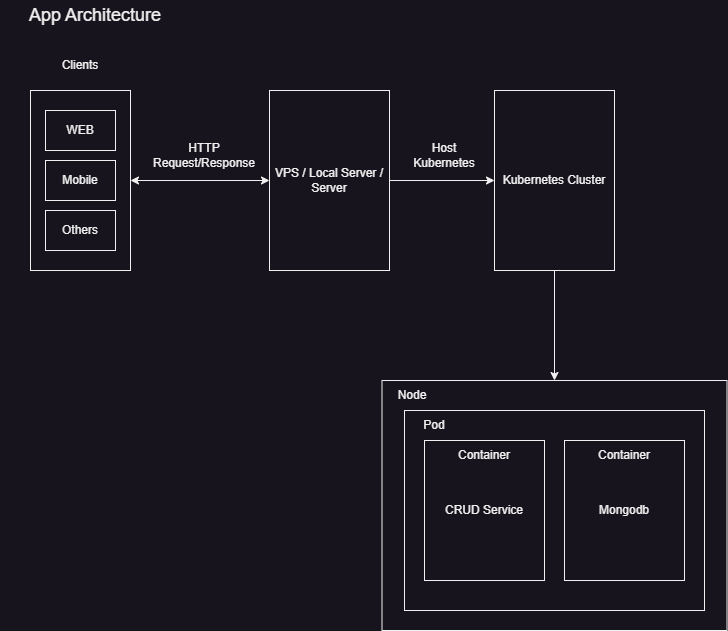 App Architecture
Clients
WEB
Mobile
Others
HTTP
Request/Response
VPS / Local Server /
Server
Host
Kubernetes
Kubernetes Cluster
Node
Pod
Container
CRUD Service
Container
Mongodb